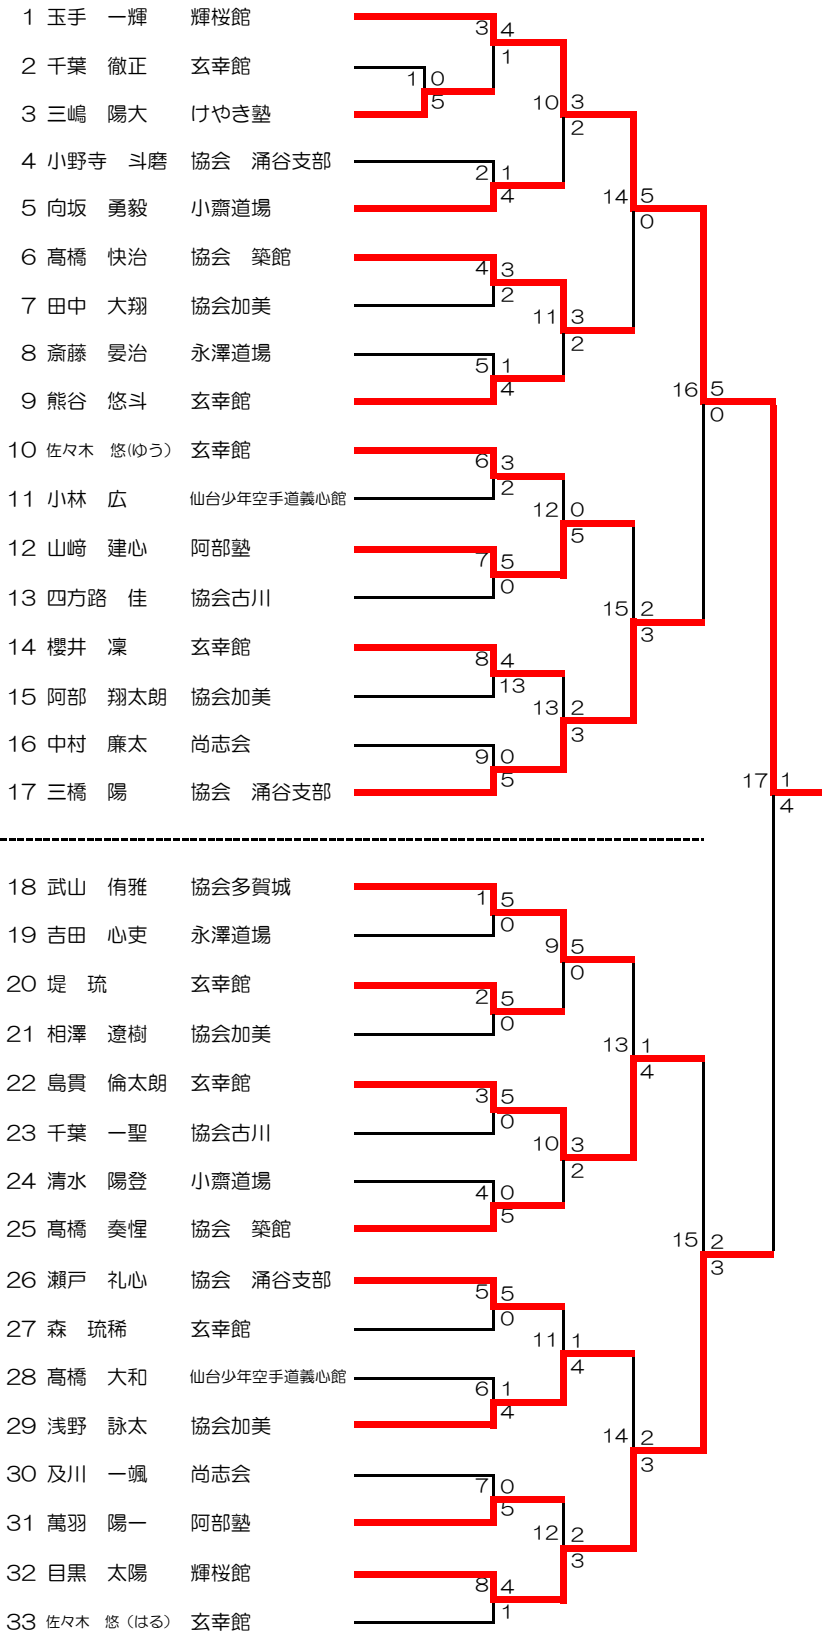 1 玉手 一輝 輝桜館
3 4
1
2 千葉 徹正 玄幸館
1 0
5
3 三嶋 陽大 けやき塾
10 3
2
4 小野寺 斗磨 協会 涌谷支部
2 1
4
5 向坂 勇毅 小齋道場
14 5
0
6 髙橋 快治 協会 築館
4 3
2
7 田中 大翔 協会加美
11 3
2
8 斎藤 晏治 永澤道場
5 1
4
9 熊谷 悠斗 玄幸館
16 5
0
10 佐々木 悠(ゆう) 玄幸館
6 3
2
11 小林 広 仙台少年空手道義心館
12 0
5
12 山﨑 建心 阿部塾
7 5
0
13 四方路 佳 協会古川
15 2
3
14 櫻井 凜 玄幸館
8 4
13
15 阿部 翔太朗 協会加美
13 2
3
16 中村 廉太 尚志会
9 0
5
17 三橋 陽 協会 涌谷支部
17 1
4
18 武山 侑雅 協会多賀城
1 5
0
19 吉田 心吏 永澤道場
9 5
0
20 堤 琉 玄幸館
2 5
0
21 相澤 遼樹 協会加美
13 1
4
22 島貫 倫太朗 玄幸館
3 5
0
23 千葉 一聖 協会古川
10 3
2
24 清水 陽登 小齋道場
4 0
5
25 髙橋 奏惺 協会 築館
15 2
3
26 瀬戸 礼心 協会 涌谷支部
5 5
0
27 森 琉稀 玄幸館
11 1
4
28 髙橋 大和 仙台少年空手道義心館
6 1
4
29 浅野 詠太 協会加美
14 2
3
30 及川 一颯 尚志会
7 0
5
31 萬羽 陽一 阿部塾
12 2
3
32 目黒 太陽 輝桜館
8 4
1
33 佐々木 悠(はる) 玄幸館